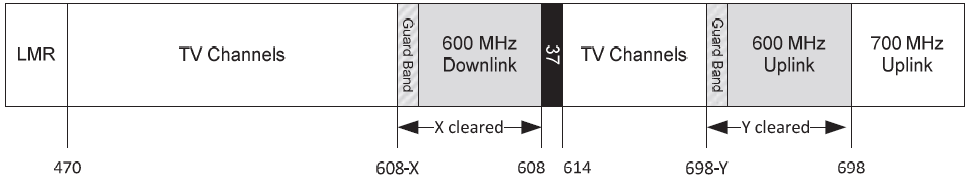 LMR
TV Channels
Guard Band
600 MHz
Downlink
37
TV Channels
Guard Band
600 MHz
Uplink
700 MHz
Uplink
X cleared
Y cleared
470
608-X
608
614
698-Y
698